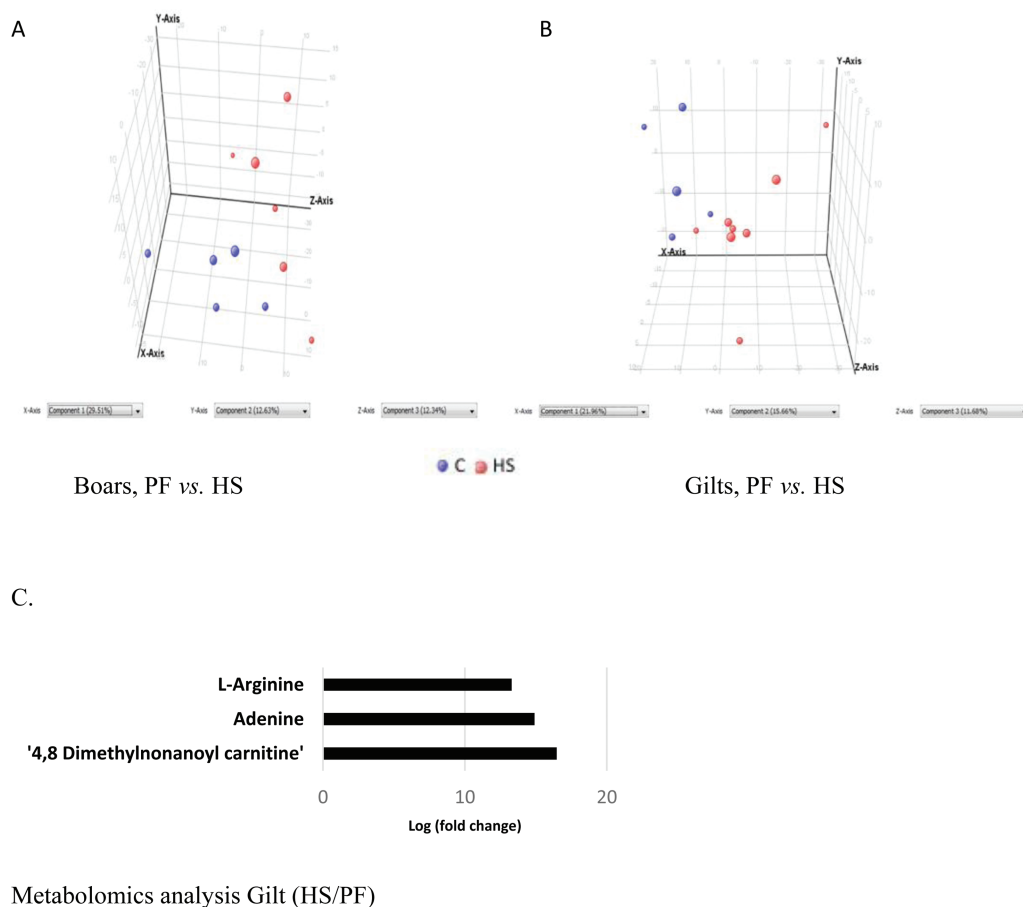 A
B
Y-Axis
Z-Axis
X-Axis
Y-Axis
X-Axis
Z-Axis
X-Axis Component 1 (29.51%) Y-Axis Component 2 (12.63%) Z-Axis Component 3 (12.34%)
X-Axis Component 1 (21.96%) Y-Axis Component 2 (15.66%) Z-Axis Component 3 (11.68%)
C HS
Boars, PF vs. HS
Gilts, PF vs. HS
C.
L-Arginine
Adenine
'4,8 Dimethylnonanoyl carnitine'
0 10 20
Log (fold change)
Metabolomics analysis Gilt (HS/PF)